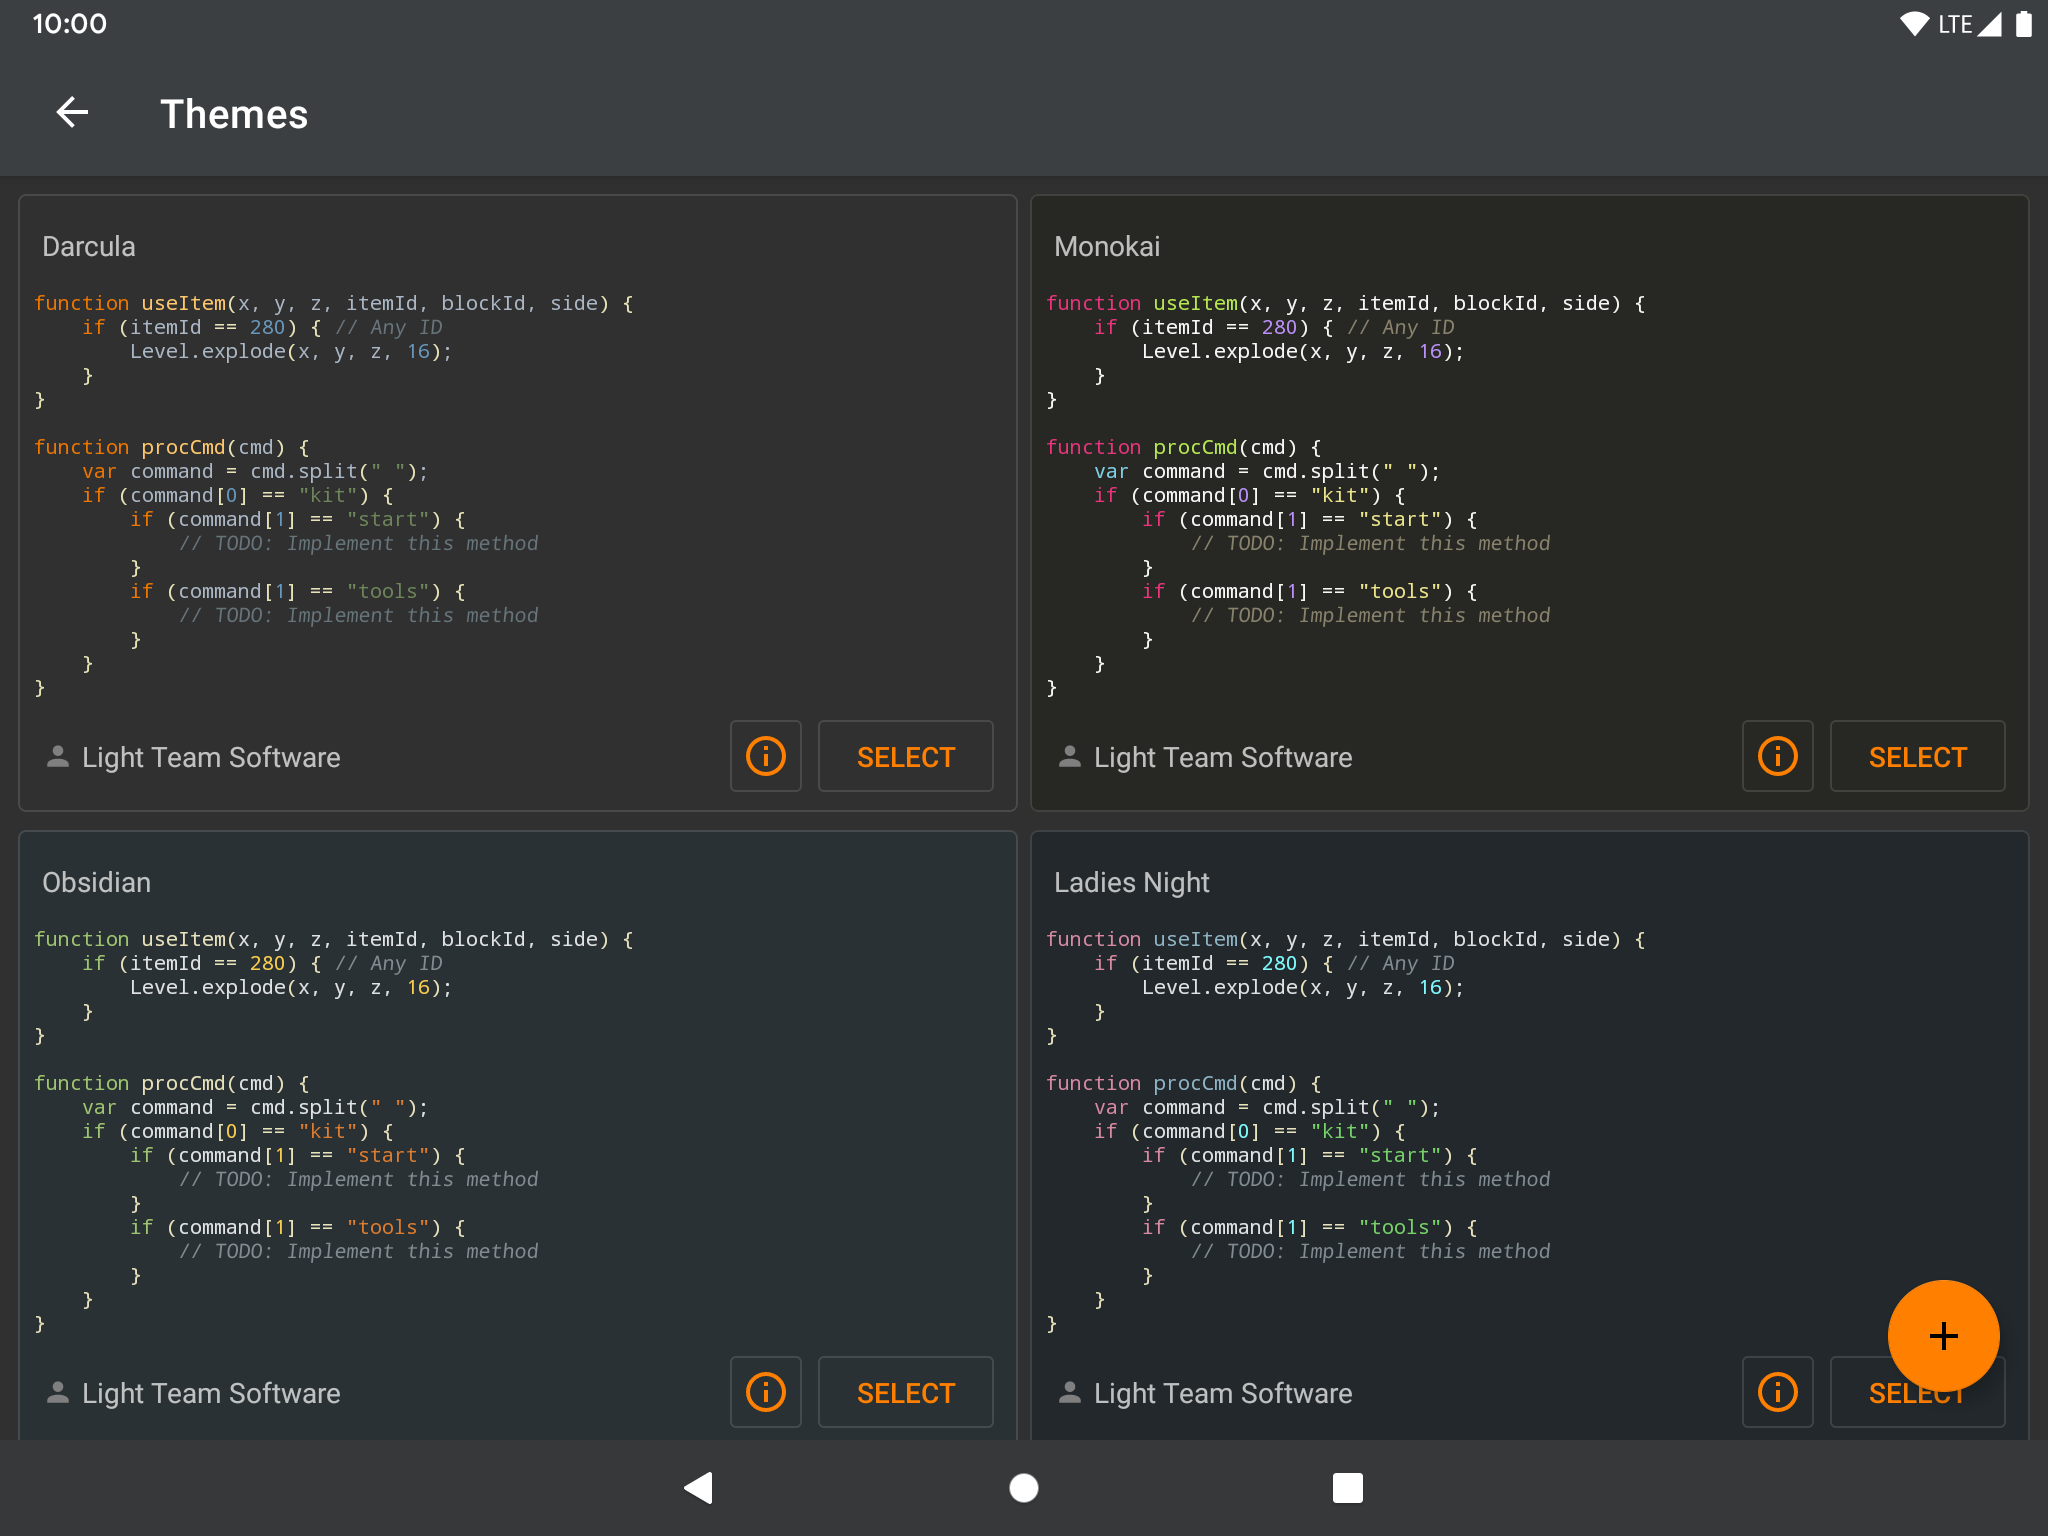 10:00
LTE
Themes
Darcula
function useItem(x, y, z, itemId, blockId, side) {
    if (itemId == 280) { // Any ID
        Level.explode(x, y, z, 16);
    }
}

function procCmd(cmd) {
    var command = cmd.split(" ");
    if (command[0] == "kit") {
        if (command[1] == "start") {
            // TODO: Implement this method
        }
        if (command[1] == "tools") {
            // TODO: Implement this method
        }
    }
}
Light Team Software
SELECT
Monokai
function useItem(x, y, z, itemId, blockId, side) {
    if (itemId == 280) { // Any ID
        Level.explode(x, y, z, 16);
    }
}

function procCmd(cmd) {
    var command = cmd.split(" ");
    if (command[0] == "kit") {
        if (command[1] == "start") {
            // TODO: Implement this method
        }
        if (command[1] == "tools") {
            // TODO: Implement this method
        }
    }
}
Light Team Software
SELECT
Obsidian
function useItem(x, y, z, itemId, blockId, side) {
    if (itemId == 280) { // Any ID
        Level.explode(x, y, z, 16);
    }
}

function procCmd(cmd) {
    var command = cmd.split(" ");
    if (command[0] == "kit") {
        if (command[1] == "start") {
            // TODO: Implement this method
        }
        if (command[1] == "tools") {
            // TODO: Implement this method
        }
    }
}
Light Team Software
SELECT
Ladies Night
function useItem(x, y, z, itemId, blockId, side) {
    if (itemId == 280) { // Any ID
        Level.explode(x, y, z, 16);
    }
}

function procCmd(cmd) {
    var command = cmd.split(" ");
    if (command[0] == "kit") {
        if (command[1] == "start") {
            // TODO: Implement this method
        }
        if (command[1] == "tools") {
            // TODO: Implement this method
        }
    }
}
Light Team Software
SELECT